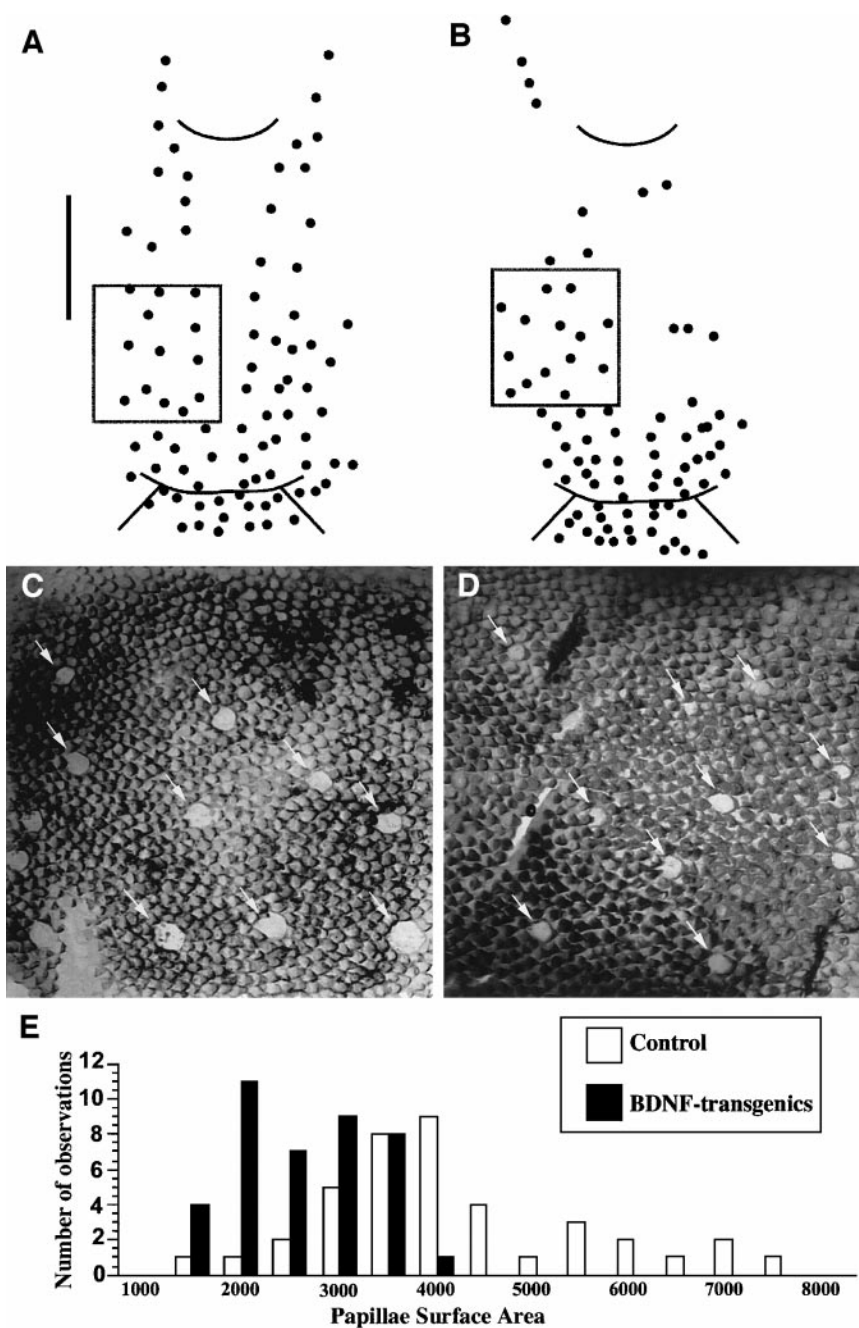 A
B
C
D
E
Number of observations
12
10
8
6
4
2
0
Control
BDNF-transgenics
1000 2000 3000 4000 5000 6000 7000 8000
Papillae Surface Area